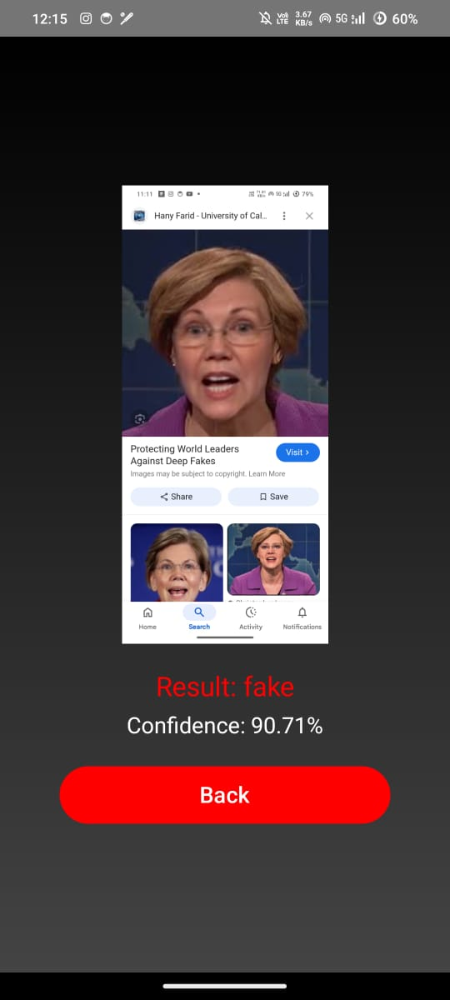 12:15 Vol LTE 3.67 KB/s 5G 60%
11:11 5G 79%
Hany Farid - University of Cal...
Protecting World Leaders
Against Deep Fakes
Visit >
Images may be subject to copyright. Learn More
Share Save
Home Search Activity Notifications
Result: fake
Confidence: 90.71%
Back